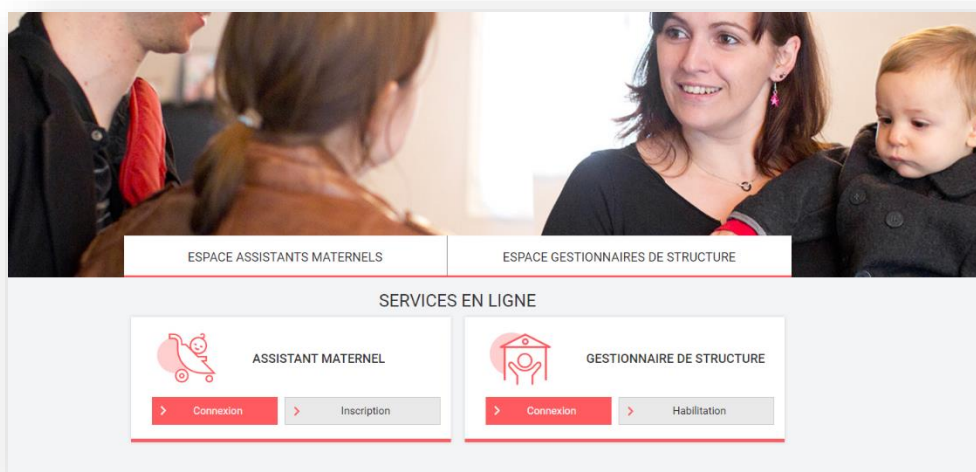 ESPACE ASSISTANTS MATERNELS
ESPACE GESTIONNAIRES DE STRUCTURE
SERVICES EN LIGNE
ASSISTANT MATERNEL
Connexion
Inscription
GESTIONNAIRE DE STRUCTURE
Connexion
Habilitation